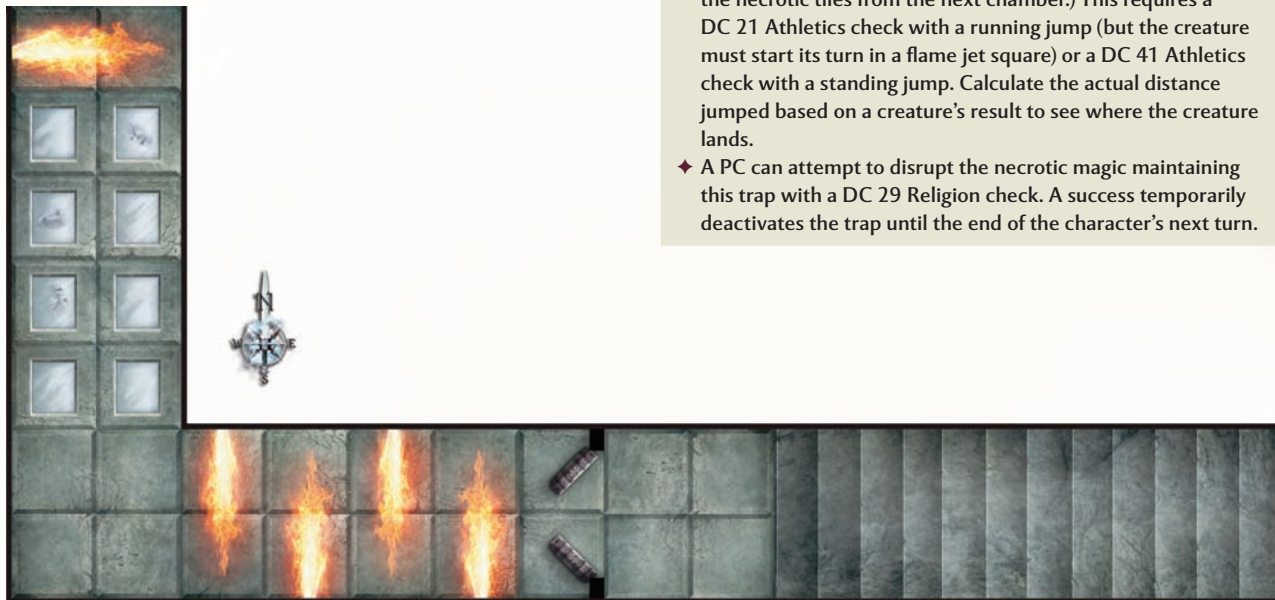 the necrotic tiles from the next chamber.) This requires a
DC 21 Athletics check with a running jump (but the creature
must start its turn in a flame jet square) or a DC 41 Athletics
check with a standing jump. Calculate the actual distance
jumped based on a creature’s result to see where the creature
lands.
✦ A PC can attempt to disrupt the necrotic magic maintaining
this trap with a DC 29 Religion check. A success temporarily
deactivates the trap until the end of the character’s next turn.
N
W E
S